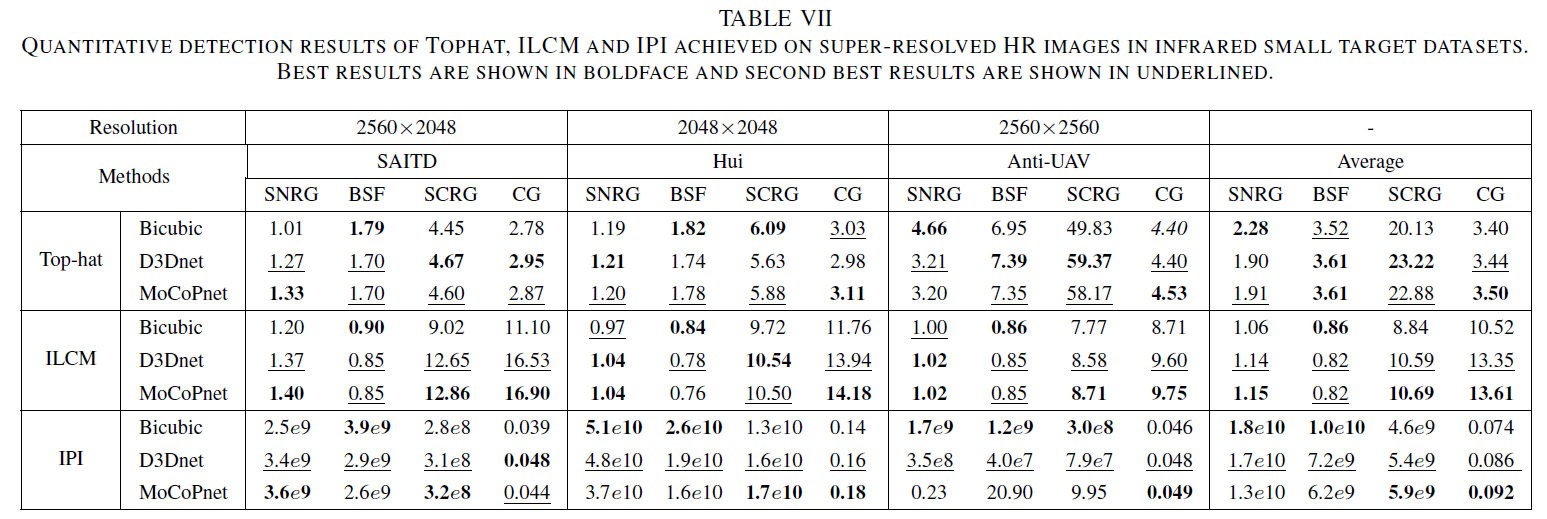 TABLE VII
QUANTITATIVE DETECTION RESULTS OF TOPHAT, ILCM AND IPI ACHIEVED ON SUPER-RESOLVED HR IMAGES IN INFRARED SMALL TARGET DATASETS.
BEST RESULTS ARE SHOWN IN BOLDFACE AND SECOND BEST RESULTS ARE SHOWN IN UNDERLINED.
Resolution 2560×2048 2048×2048 2560×2560 -
Methods SAITD Hui Anti-UAV Average
SNRG BSF SCRG CG SNRG BSF SCRG CG SNRG BSF SCRG CG SNRG BSF SCRG CG
Top-hat Bicubic 1.01 1.79 4.45 2.78 1.19 1.82 6.09 3.03 4.66 6.95 49.83 4.40 2.28 3.52 20.13 3.40
D3Dnet 1.27 1.70 4.67 2.95 1.21 1.74 5.63 2.98 3.21 7.39 59.37 4.40 1.90 3.61 23.22 3.44
MoCoPnet 1.33 1.70 4.60 2.87 1.20 1.78 5.88 3.11 3.20 7.35 58.17 4.53 1.91 3.61 22.88 3.50
ILCM Bicubic 1.20 0.90 9.02 11.10 0.97 0.84 9.72 11.76 1.00 0.86 7.77 8.71 1.06 0.86 8.84 10.52
D3Dnet 1.37 0.85 12.65 16.53 1.04 0.78 10.54 13.94 1.02 0.85 8.58 9.60 1.14 0.82 10.59 13.35
MoCoPnet 1.40 0.85 12.86 16.90 1.04 0.76 10.50 14.18 1.02 0.85 8.71 9.75 1.15 0.82 10.69 13.61
IPI Bicubic 2.5e9 3.9e9 2.8e8 0.039 5.1e10 2.6e10 1.3e10 0.14 1.7e9 1.2e9 3.0e8 0.046 1.8e10 1.0e10 4.6e9 0.074
D3Dnet 3.4e9 2.9e9 3.1e8 0.048 4.8e10 1.9e10 1.6e10 0.16 3.5e8 4.0e7 7.9e7 0.048 1.7e10 7.2e9 5.4e9 0.086
MoCoPnet 3.6e9 2.6e9 3.2e8 0.044 3.7e10 1.6e10 1.7e10 0.18 0.23 20.90 9.95 0.049 1.3e10 6.2e9 5.9e9 0.092